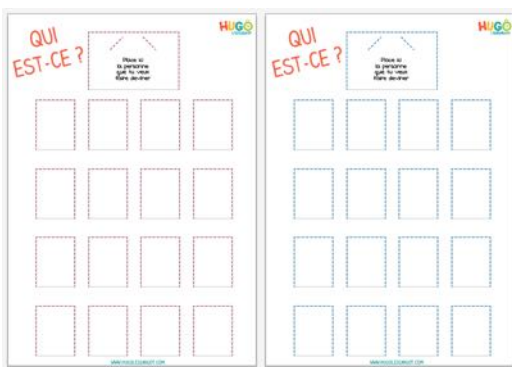 QUI
EST-CE ?
HUGO
Place ici
la personne
que tu veux
faire deviner
QUI
EST-CE ?
HUGO
Place ici
la personne
que tu veux
faire deviner